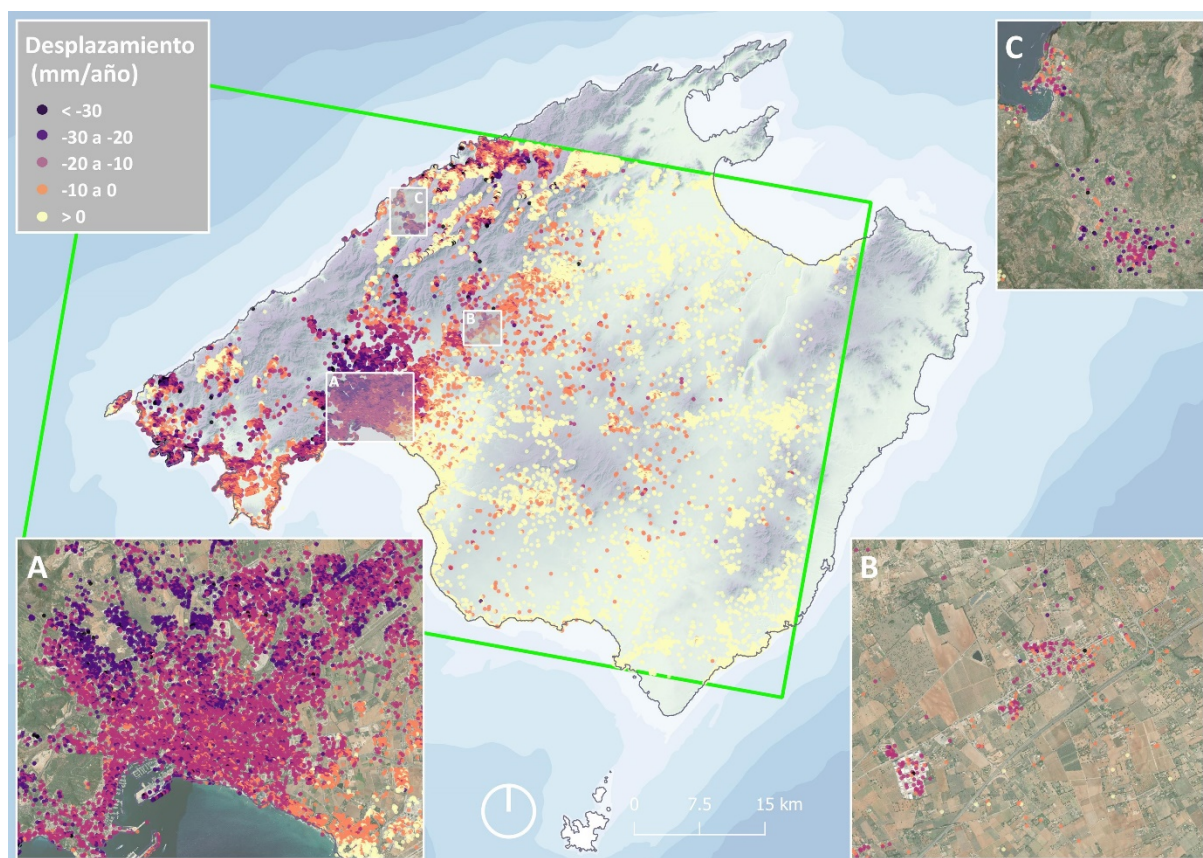 Desplazamiento
(mm/año)
< -30
-30 a -20
-20 a -10
-10 a 0
> 0
C
C
B
A
A
B
0 7.5 15 km